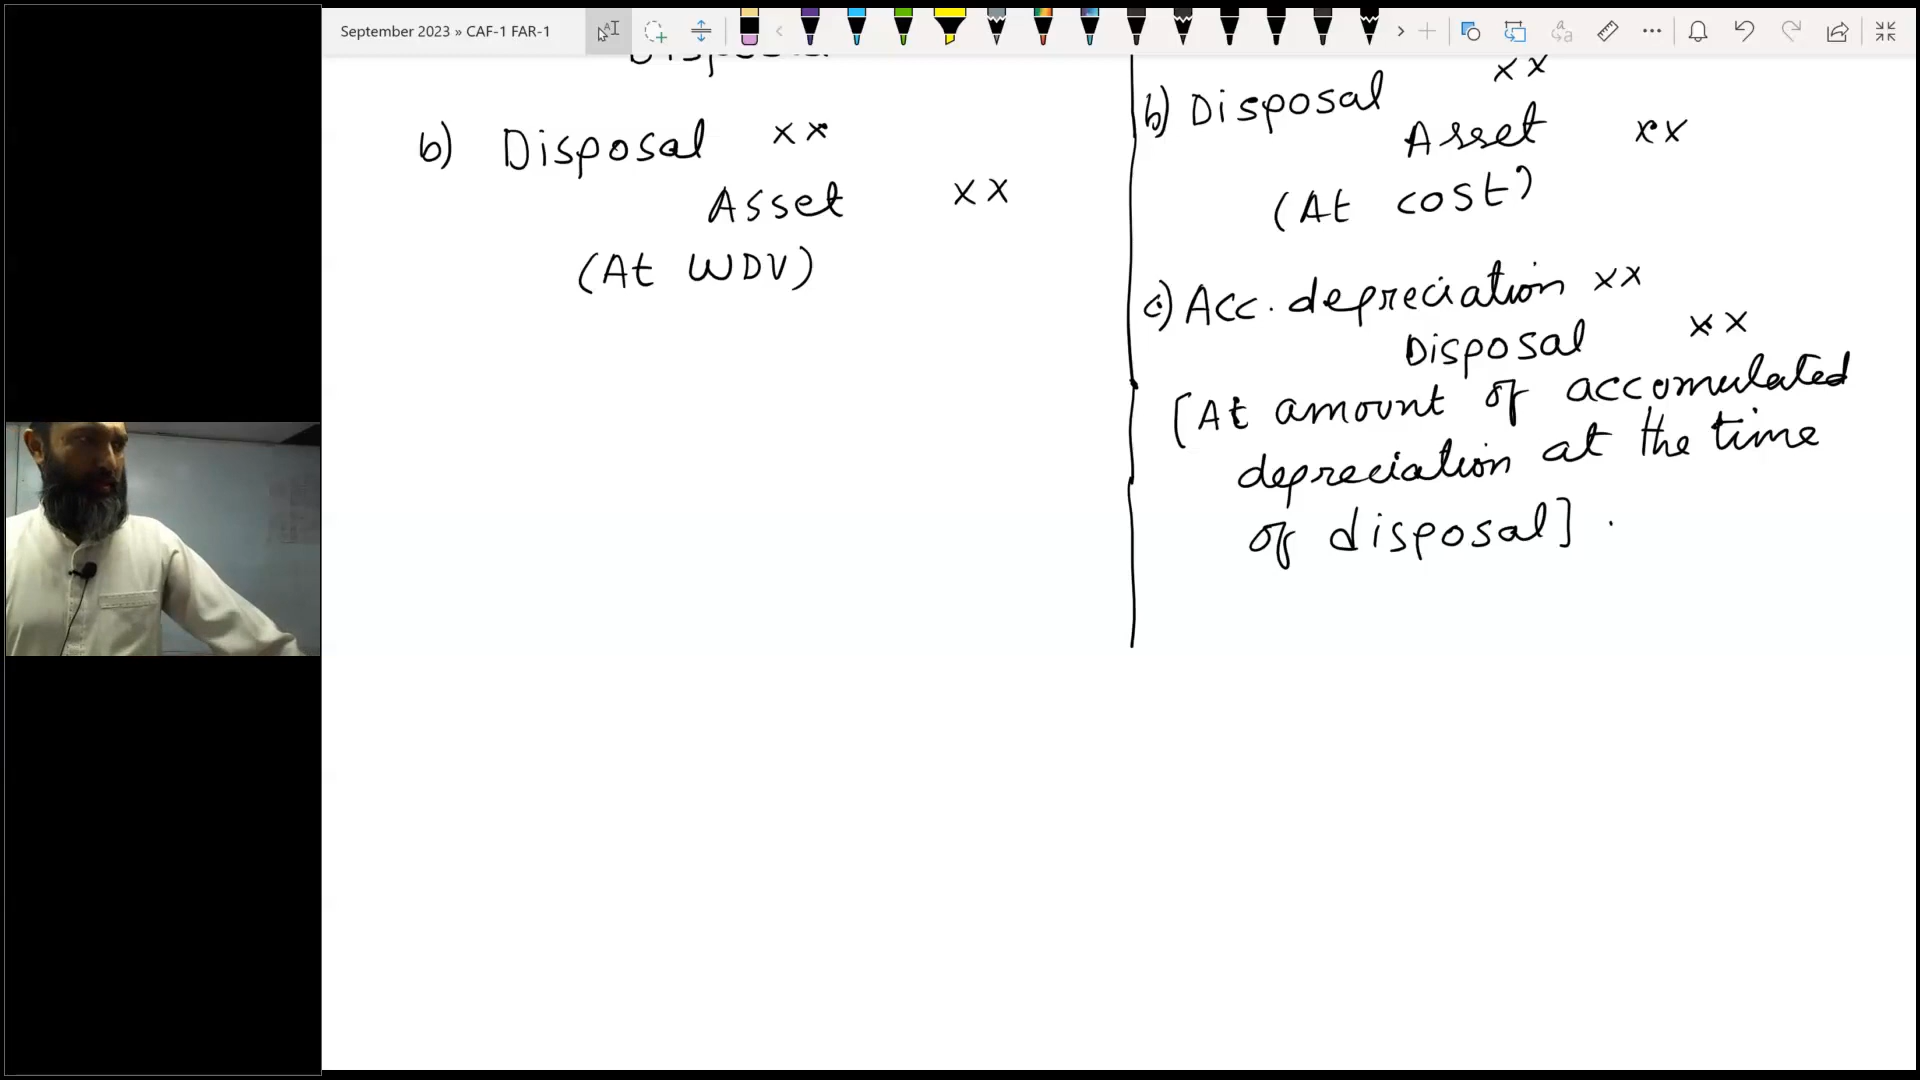 September 2023 » CAF-1 FAR-1
b) Disposal xx
Asset xx
(At WDV)
xx
b) Disposal
Asset xx
(At cost)
c) Acc. depreciation xx
Disposal xx
[At amount of accomulated
depreciation at the time
of disposal] .